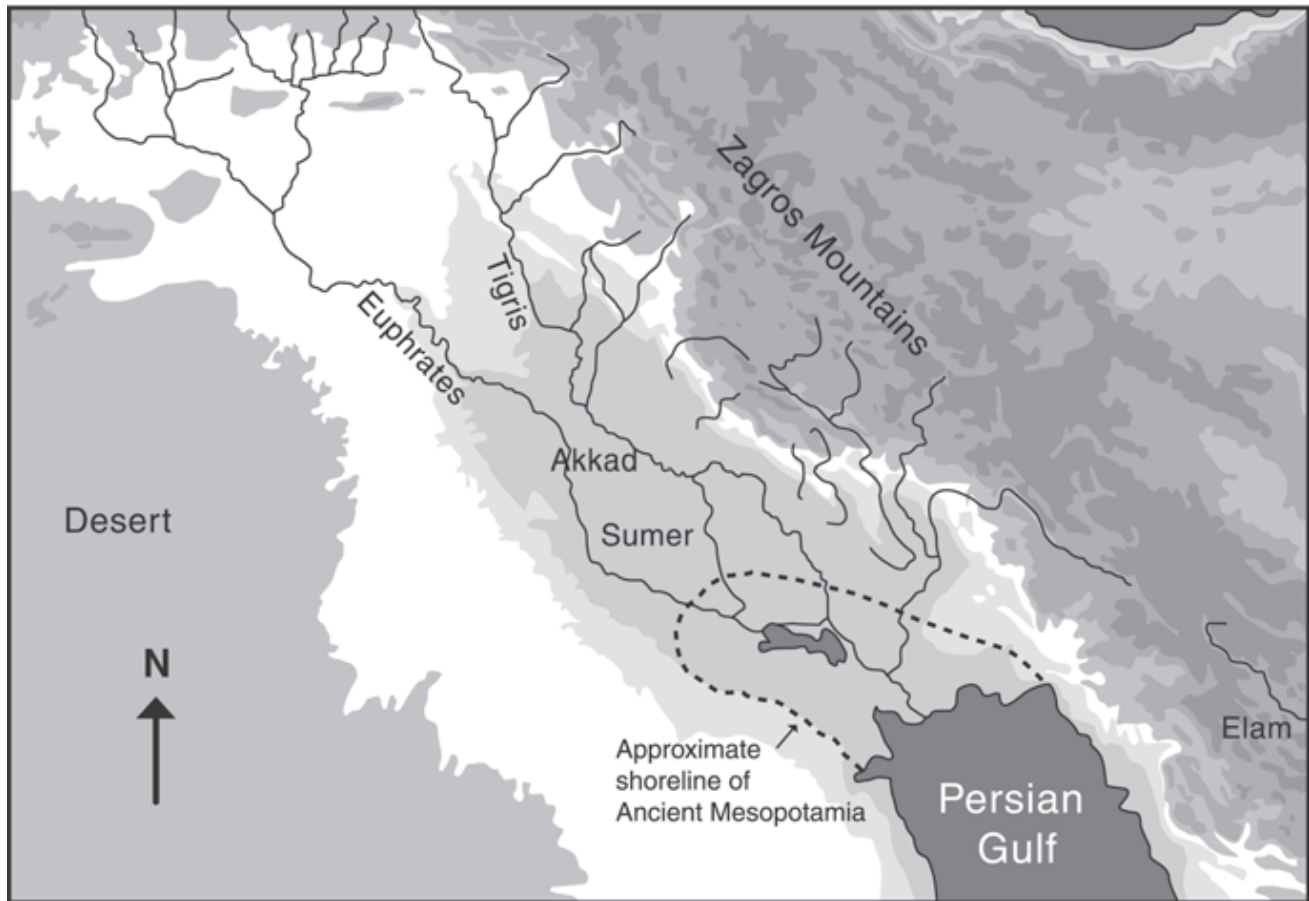 Zagros Mountains
Tigris
Euphrates
Akkad
Desert
Sumer
N
Elam
Approximate
shoreline of
Ancient Mesopotamia
Persian
Gulf